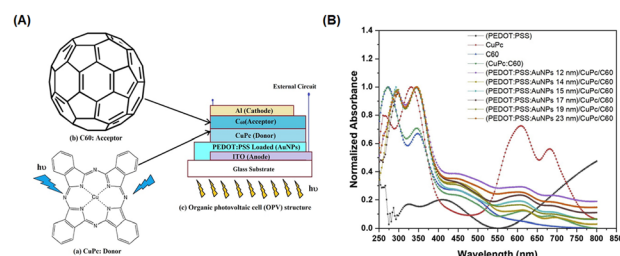 (A)
(b) C60: Acceptor
hυ
N
N
N
N
N
Cu
N
N
N
(a) CuPc: Donor
External Circuit
Al (Cathode)
C60(Acceptor)
CuPc (Donor)
PEDOT:PSS Loaded (AuNPs)
ITO (Anode)
Glass Substrate
hυ
(c) Organic photovoltaic cell (OPV) structure
(B)
Normalized Absorbance
1.4
1.2
1.0
0.8
0.6
0.4
0.2
0.0
(PEDOT:PSS)
CuPc
C60
(CuPc:C60)
(PEDOT:PSS:AuNPs 12 nm)/CuPc/C60
(PEDOT:PSS:AuNPs 14 nm)/CuPc/C60
(PEDOT:PSS:AuNPs 15 nm)/CuPc/C60
(PEDOT:PSS:AuNPs 17 nm)/CuPc/C60
(PEDOT:PSS:AuNPs 19 nm)/CuPc/C60
(PEDOT:PSS:AuNPs 23 nm)/CuPc/C60
250 300 350 400 450 500 550 600 650 700 750 800
Wavelength (nm)